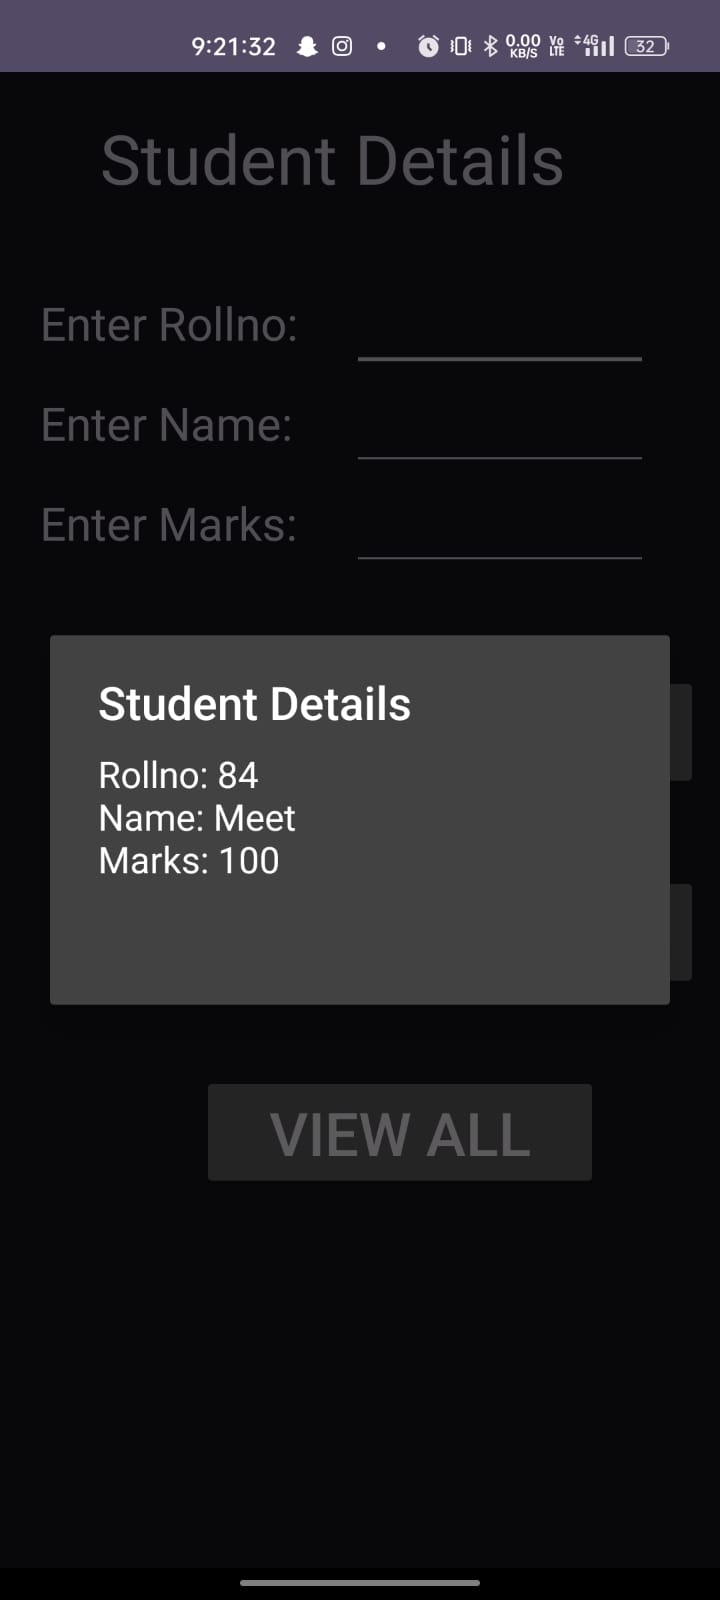 9:21:32 0.00 KB/S Vo LTE 4G 32
Student Details
Enter Rollno:
Enter Name:
Enter Marks:
Student Details
Rollno: 84
Name: Meet
Marks: 100
VIEW ALL